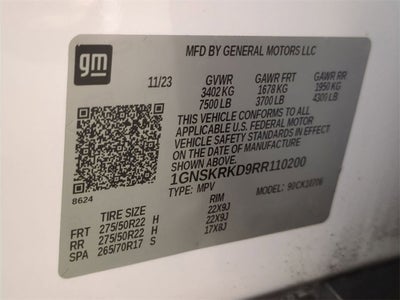 gm
MFD BY GENERAL MOTORS LLC
11/23 GVWR GAWR FRT GAWR RR
3402 KG 1678 KG 1950 KG
7500 LB 3700 LB 4300 LB
THIS VEHICLE CONFORMS TO ALL
APPLICABLE U.S. FEDERAL MOTOR
VEHICLE SAFETY STANDARDS IN
EFFECT ON THE DATE OF MANUFACTURE
SHOWN ABOVE.
1GNSKRKD9RR110200
8624 TYPE: MPV MODEL:
TIRE SIZE RIM
FRT 275/50R22 H 22X9J
RR 275/50R22 H 22X9J
SPA 265/70R17 S 17X8J